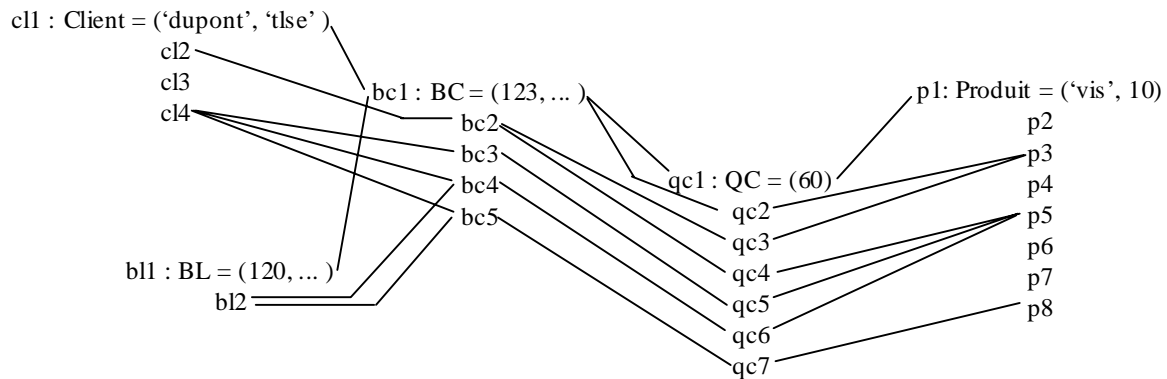 cl1 : Client = (‘dupont’, ‘tlse’ )
cl2
cl3
cl4
bc1 : BC = (123, ... )
bc2
bc3
bc4
bc5
bl1 : BL = (120, ... )
bl2
qc1 : QC = (60)
qc2
qc3
qc4
qc5
qc6
qc7
p1: Produit = (‘vis’, 10)
p2
p3
p4
p5
p6
p7
p8